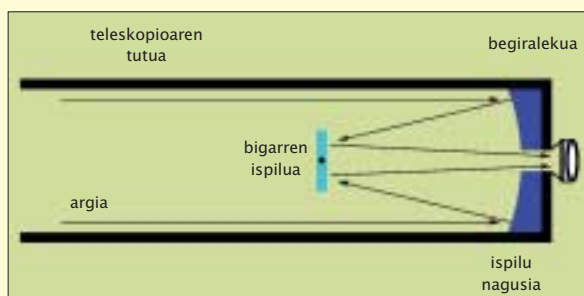 teleskopioaren
tutua
begiralekua
bigarren
ispilua
argia
ispilu
nagusia